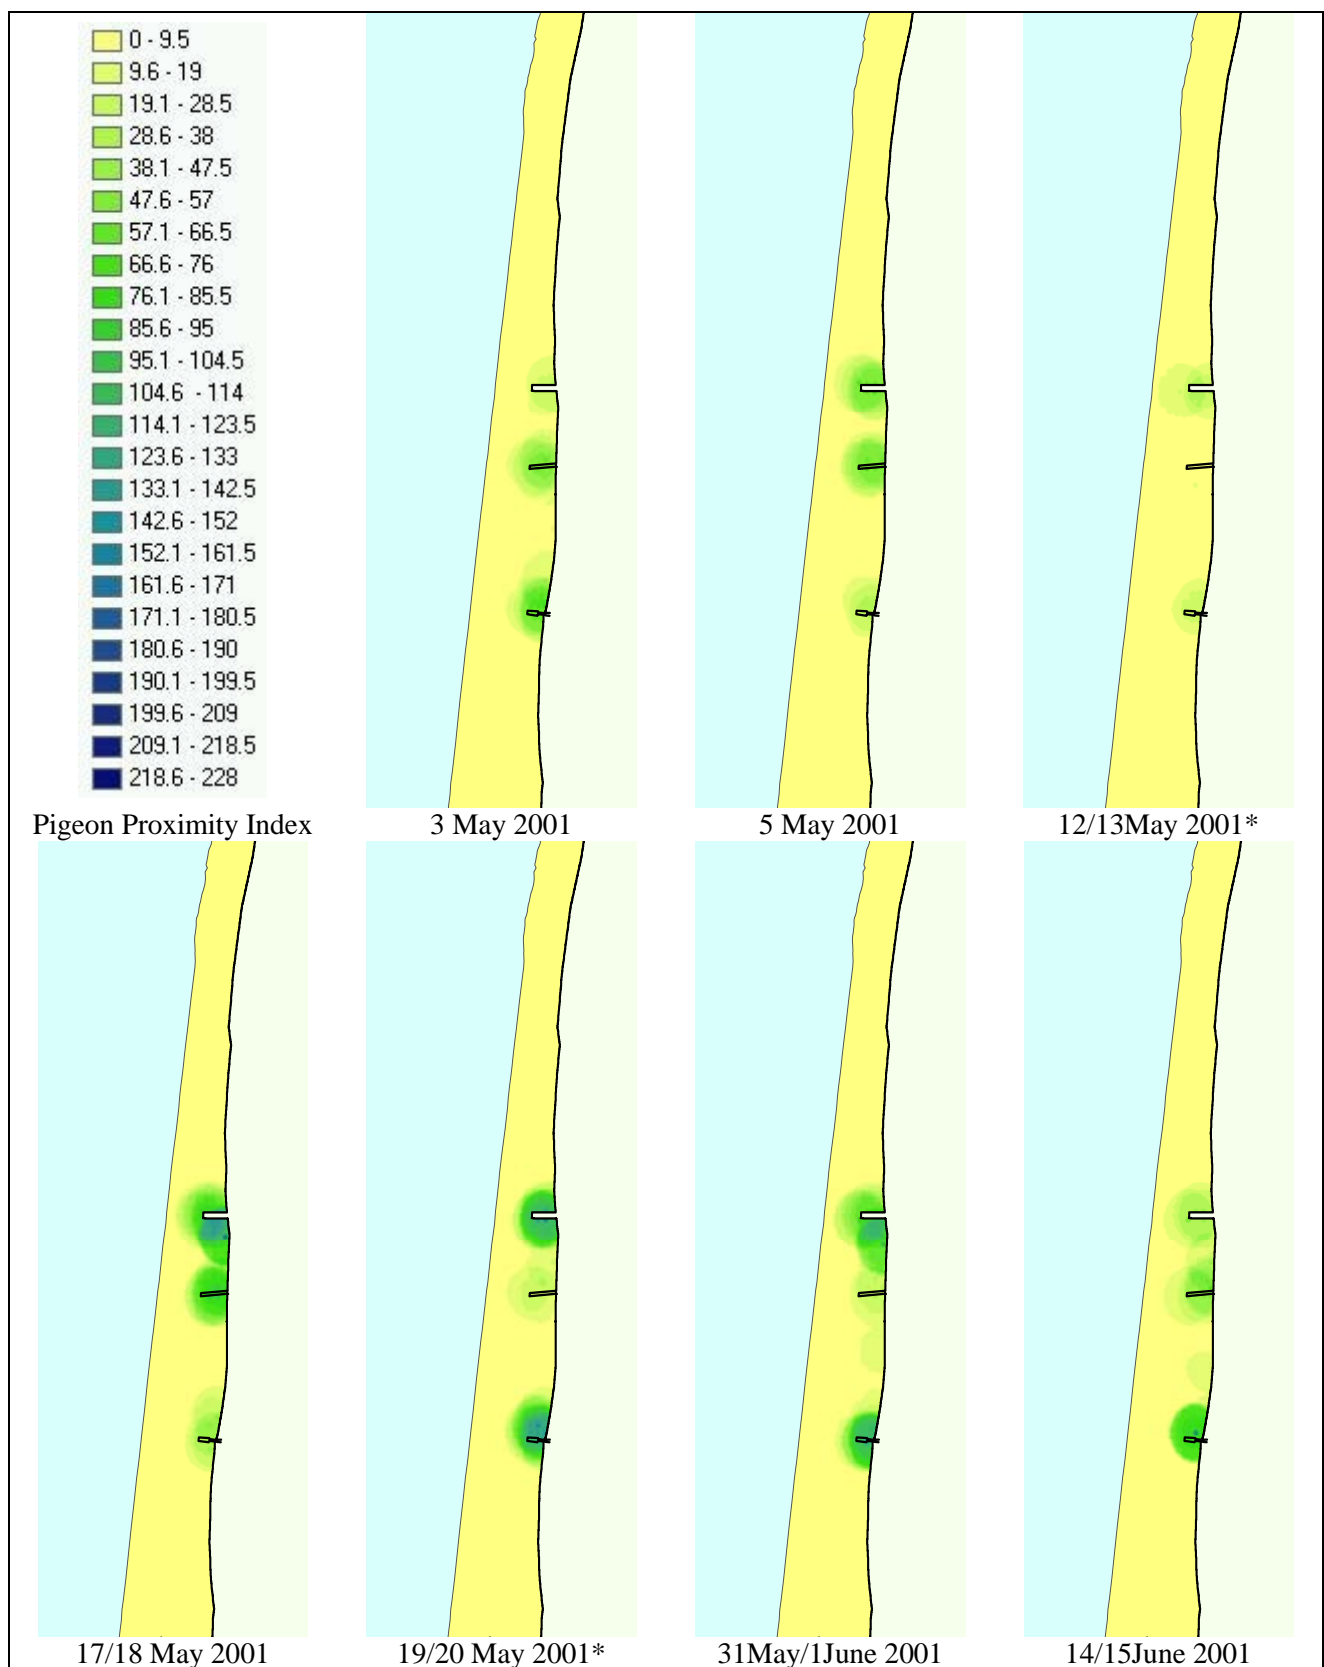 0 - 9.5
9.6 - 19
19.1 - 28.5
28.6 - 38
38.1 - 47.5
47.6 - 57
57.1 - 66.5
66.6 - 76
76.1 - 85.5
85.6 - 95
95.1 - 104.5
104.6 - 114
114.1 - 123.5
123.6 - 133
133.1 - 142.5
142.6 - 152
152.1 - 161.5
161.6 - 171
171.1 - 180.5
180.6 - 190
190.1 - 199.5
199.6 - 209
209.1 - 218.5
218.6 - 228
Pigeon Proximity Index
3 May 2001
5 May 2001
12/13May 2001*
17/18 May 2001
19/20 May 2001*
31May/1June 2001
14/15June 2001